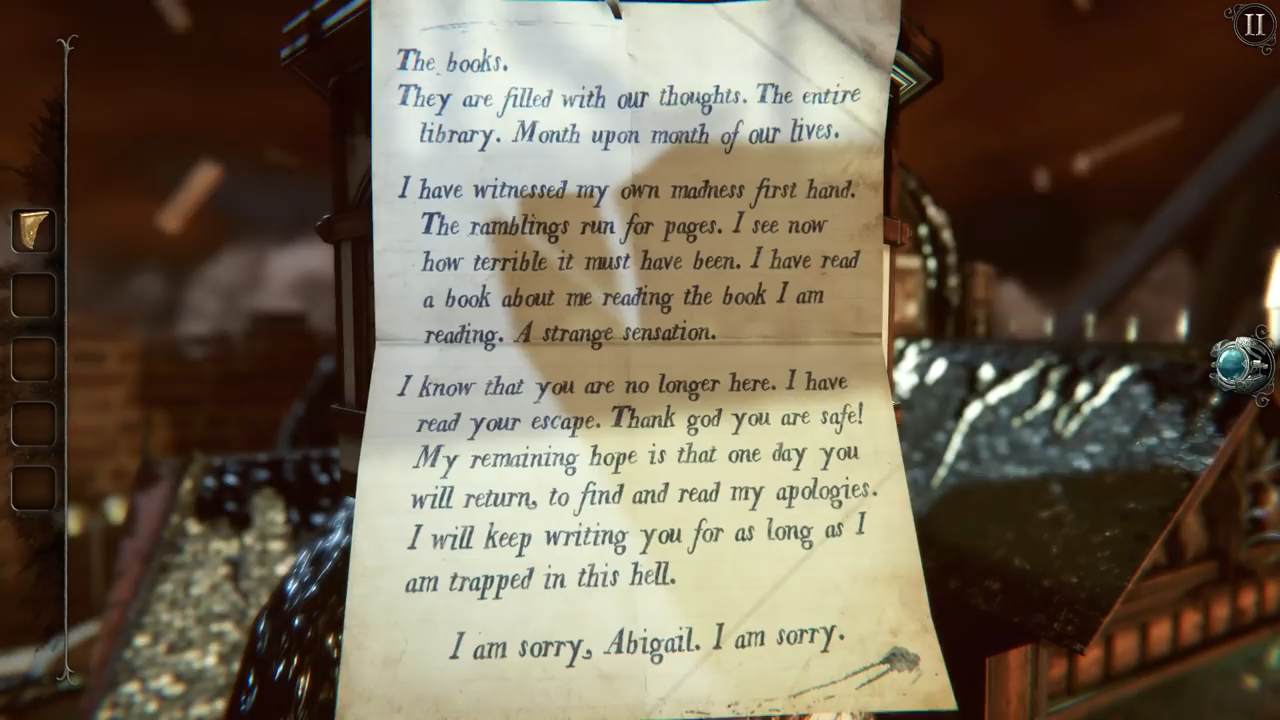 The books.
They are filled with our thoughts. The entire
library. Month upon month of our lives.
I have witnessed my own madness first hand.
The ramblings run for pages. I see now
how terrible it must have been. I have read
a book about me reading the book I am
reading. A strange sensation.
I know that you are no longer here. I have
read your escape. Thank god you are safe!
My remaining hope is that one day you
will return, to find and read my apologies.
I will keep writing you for as long as I
am trapped in this hell.
I am sorry, Abigail. I am sorry.